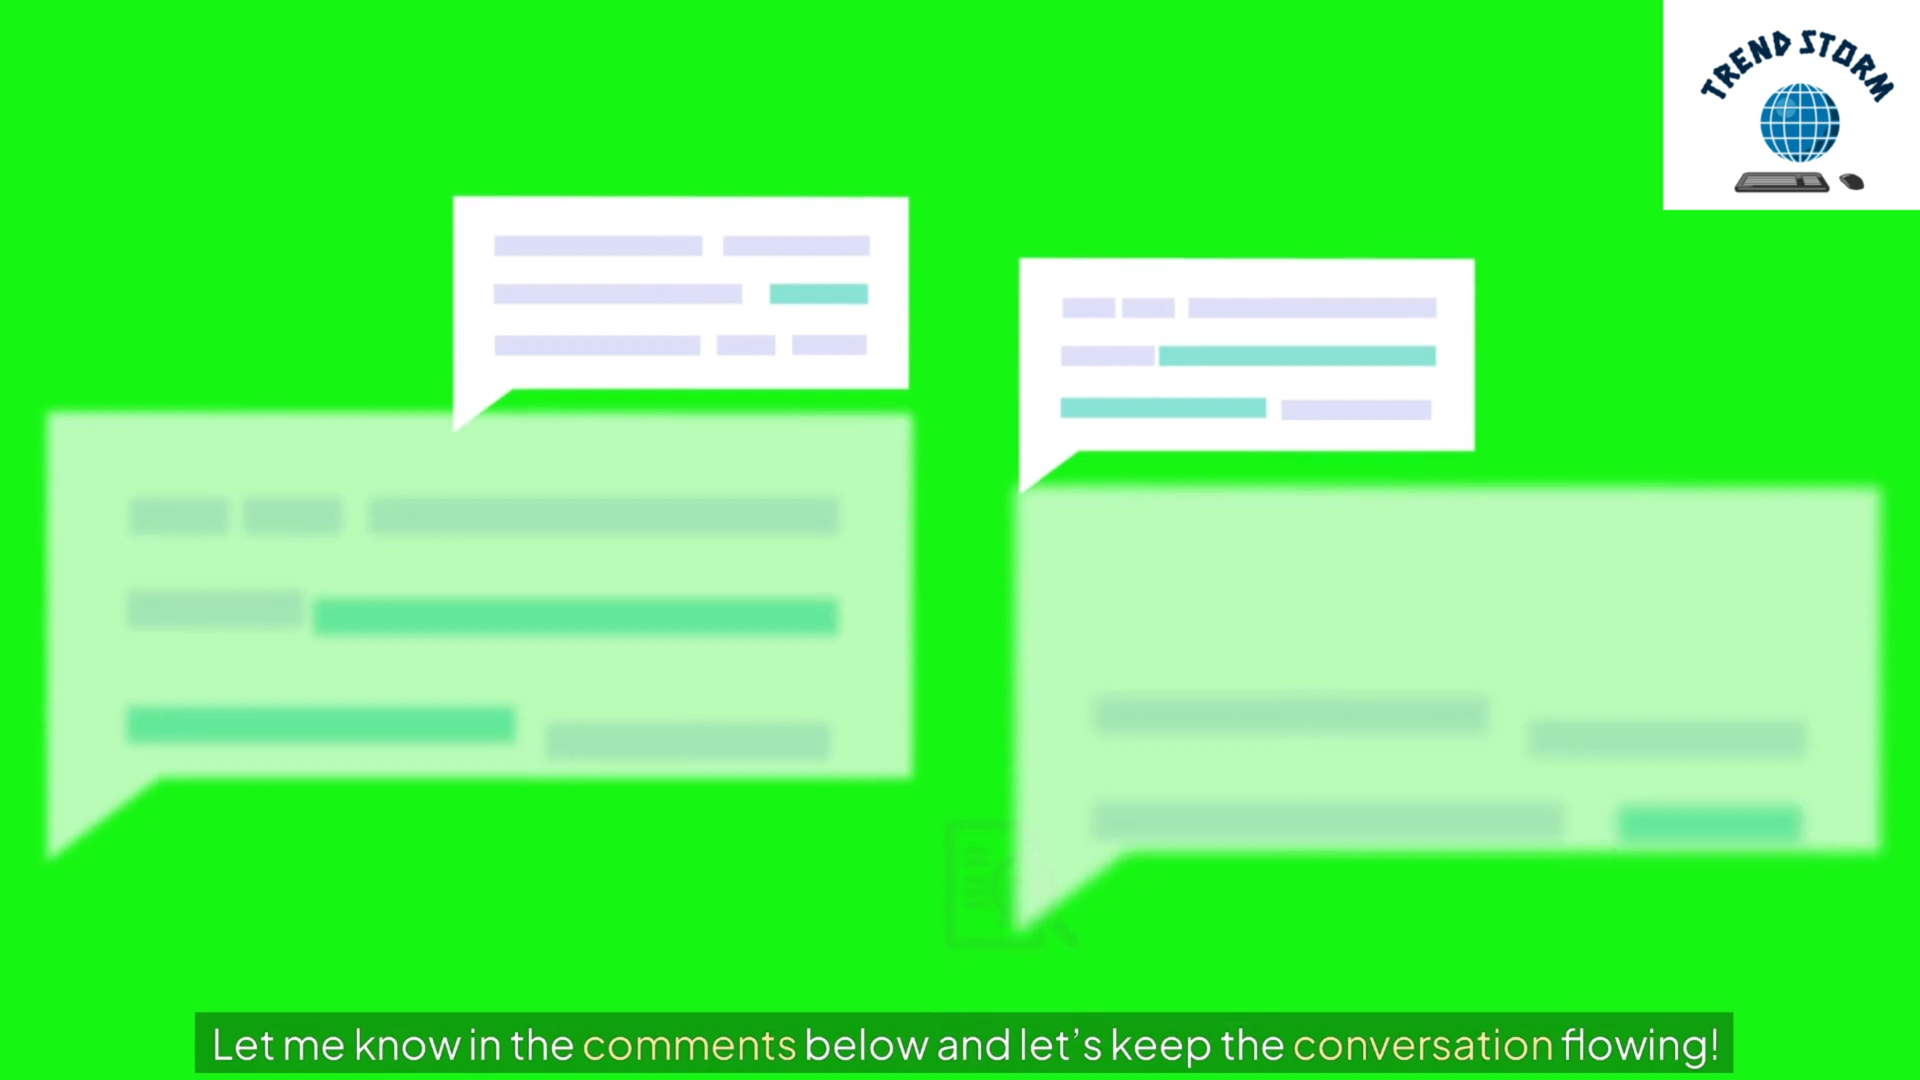 TREND STORM
Let me know in the comments below and let's keep the conversation flowing!